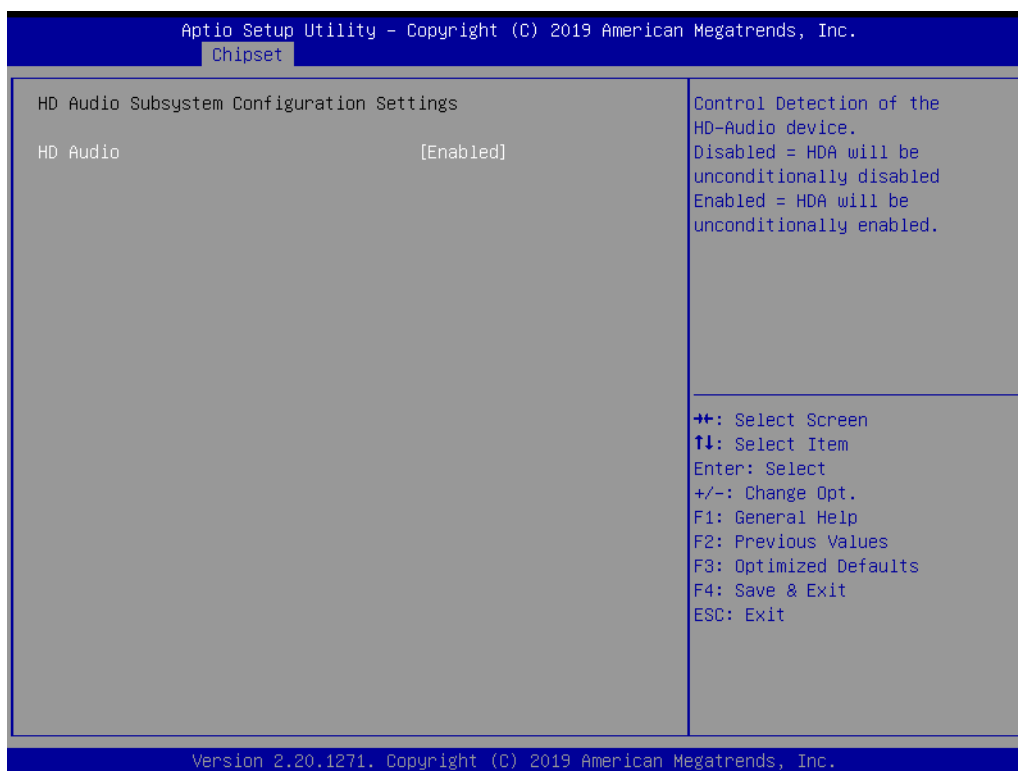 Aptio Setup Utility – Copyright (C) 2019 American Megatrends, Inc.
Chipset
HD Audio Subsystem Configuration Settings
HD Audio [Enabled]
Control Detection of the
HD-Audio device.
Disabled = HDA will be
unconditionally disabled
Enabled = HDA will be
unconditionally enabled.
→←: Select Screen
↑↓: Select Item
Enter: Select
+/-: Change Opt.
F1: General Help
F2: Previous Values
F3: Optimized Defaults
F4: Save & Exit
ESC: Exit
Version 2.20.1271. Copyright (C) 2019 American Megatrends, Inc.